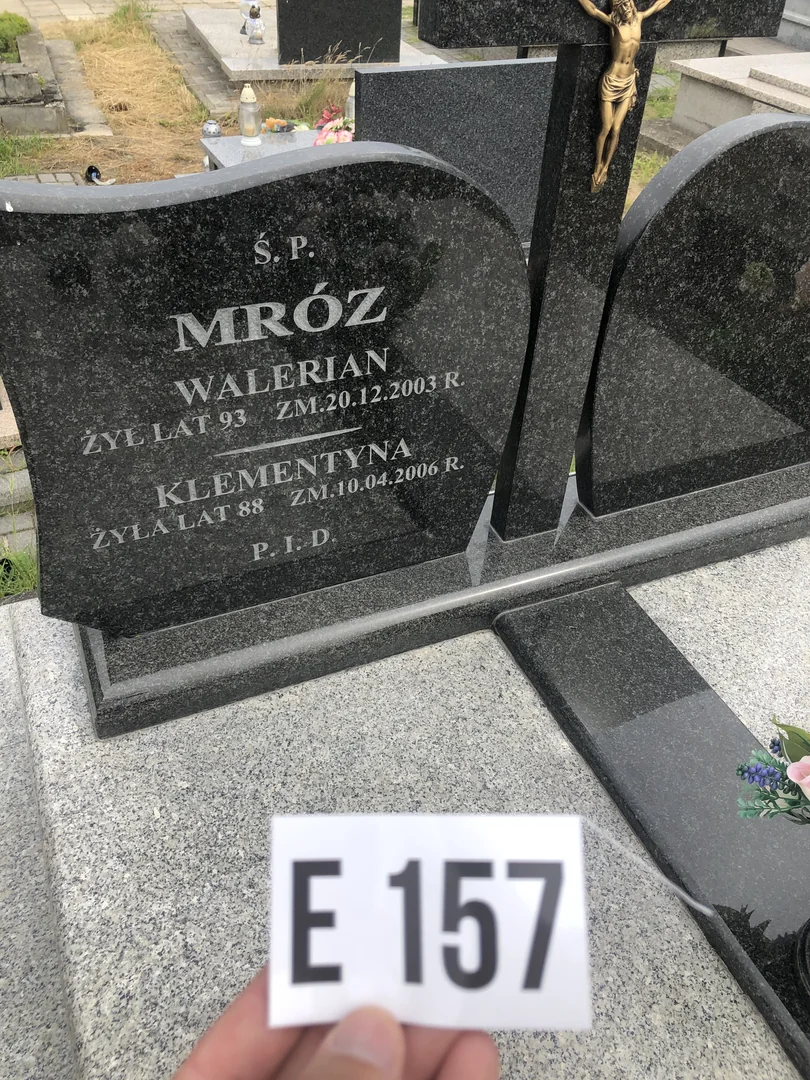 Ś. P.
MRÓZ
WALERIAN
ŻYŁ LAT 93 ZM.20.12.2003 R.
KLEMENTYNA
ŻYŁA LAT 88 ZM.10.04.2006 R.
P. I. D.
E 157